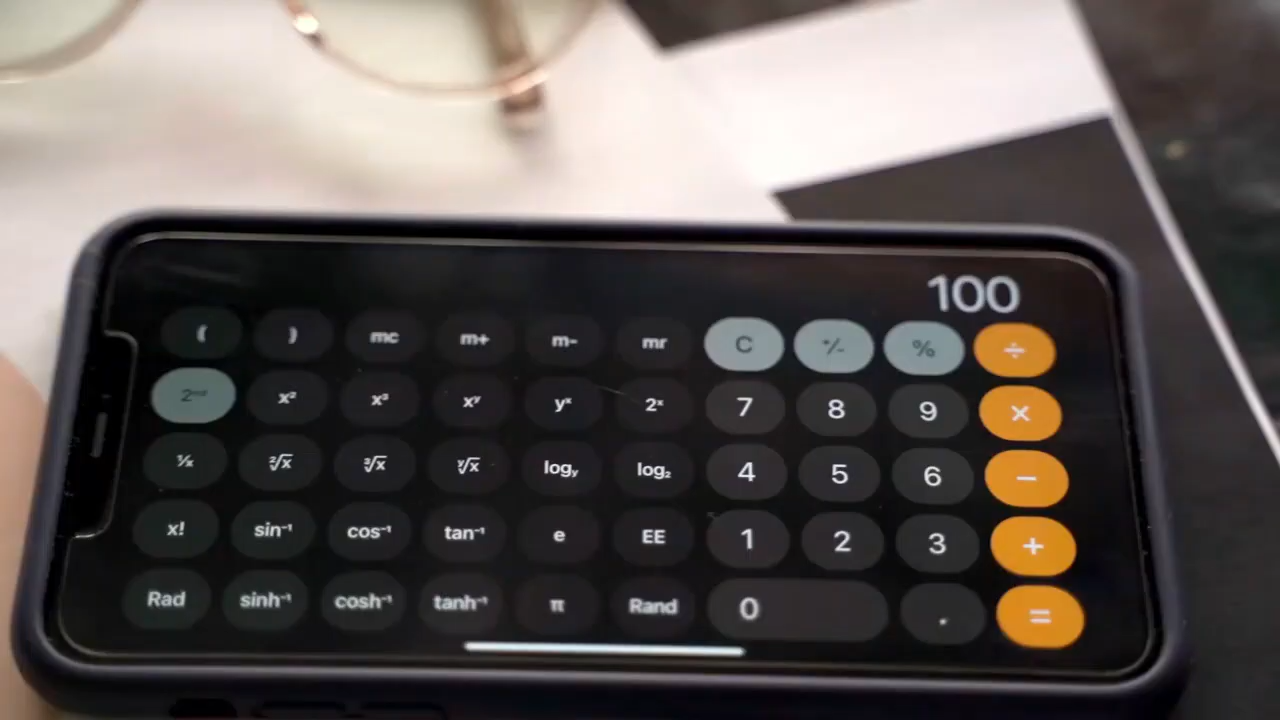 100
( ) mc m+ m- mr C +/- % ÷
2ⁿᵈ x² x³ xʸ yˣ 2ˣ 7 8 9 ×
¹/x ²√x ³√x ʸ√x logᵧ log₂ 4 5 6 −
x! sin⁻¹ cos⁻¹ tan⁻¹ e EE 1 2 3 +
Rad sinh⁻¹ cosh⁻¹ tanh⁻¹ π Rand 0 . =